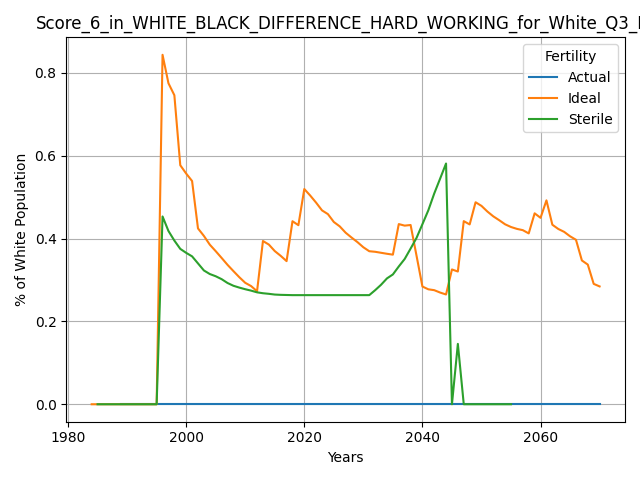 Score_6_in_WHITE_BLACK_DIFFERENCE_HARD_WORKING_for_White_Q3_
Fertility
Actual
Ideal
Sterile
% of White Population
0.8
0.6
0.4
0.2
0.0
1980
2000
2020
2040
2060
Years